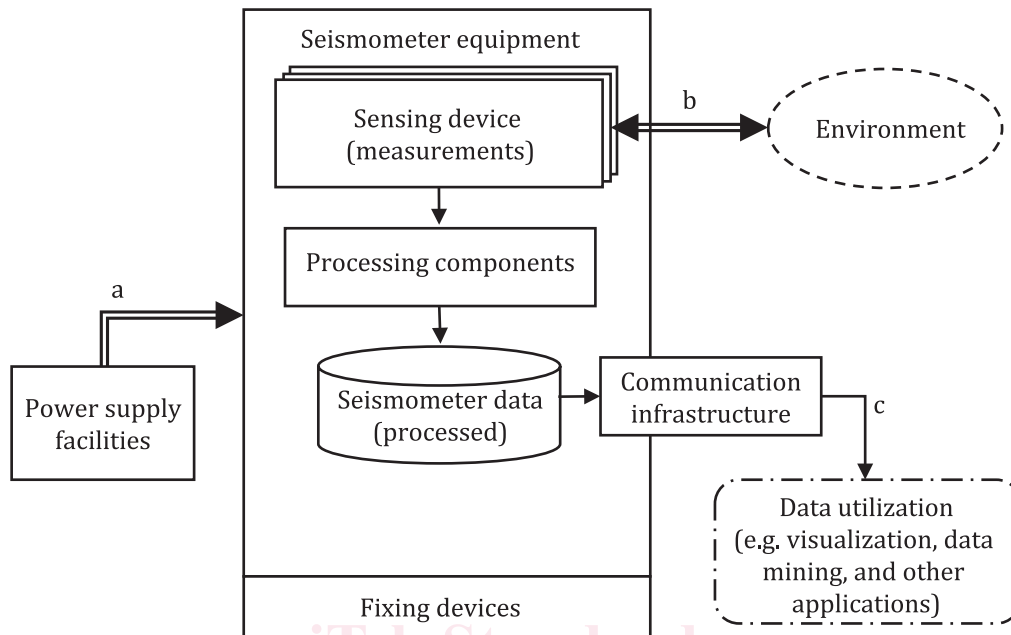 Seismometer equipment
Sensing device
(measurements)
b
Environment
Processing components
a
Power supply
facilities
Seismometer data
(processed)
Communication
infrastructure
c
Data utilization
(e.g. visualization, data
mining, and other
applications)
Fixing devices